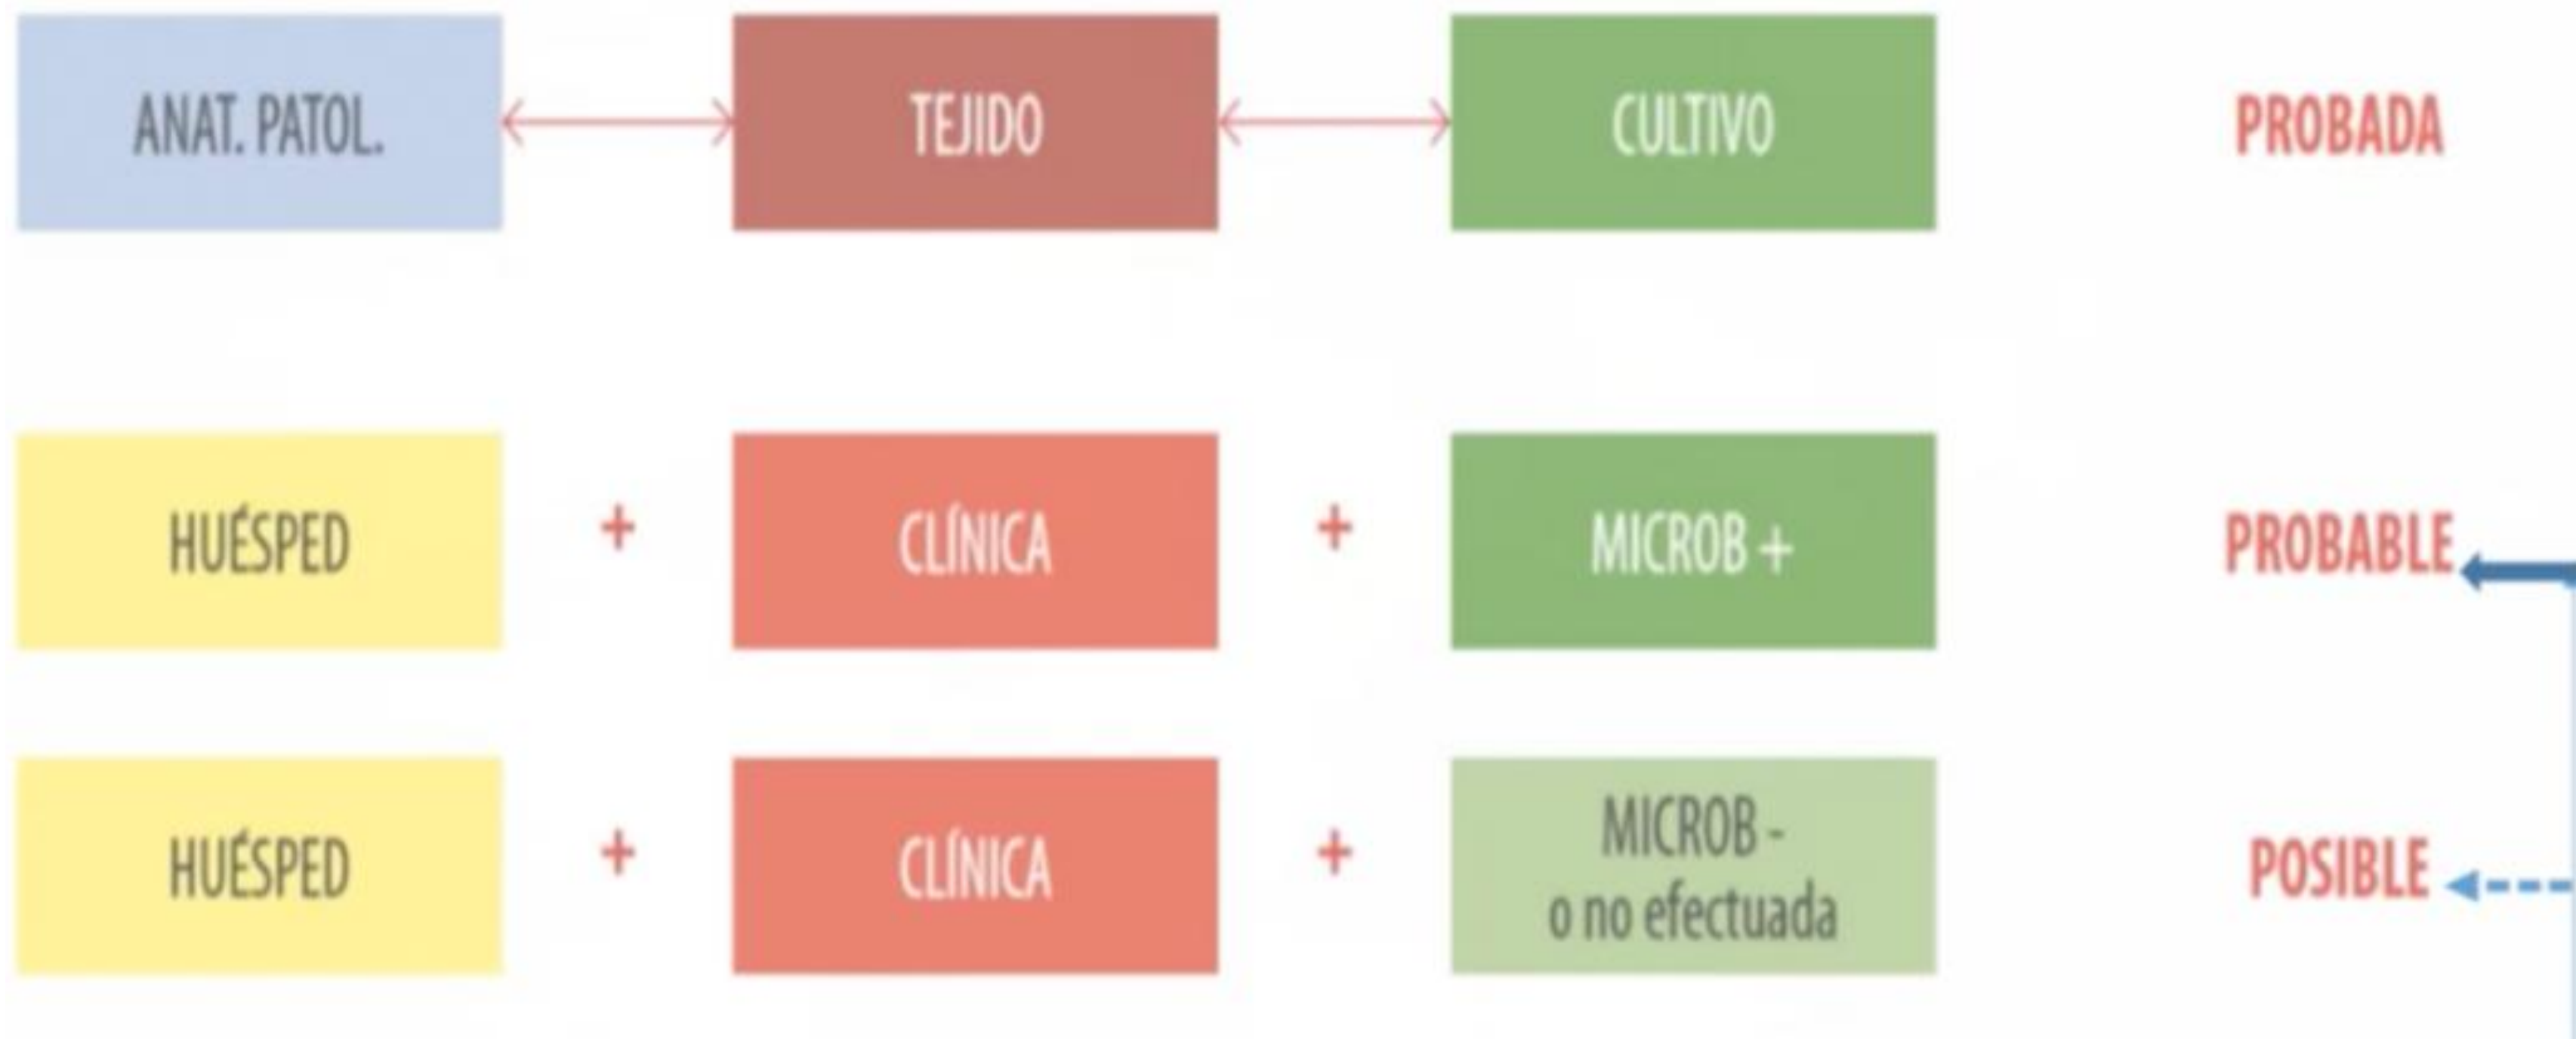 ANAT. PATOL. TEJIDO CULTIVO PROBADA
HUÉSPED + CLÍNICA + MICROB + PROBABLE
HUÉSPED + CLÍNICA + MICROB - POSIBLE
o no efectuada